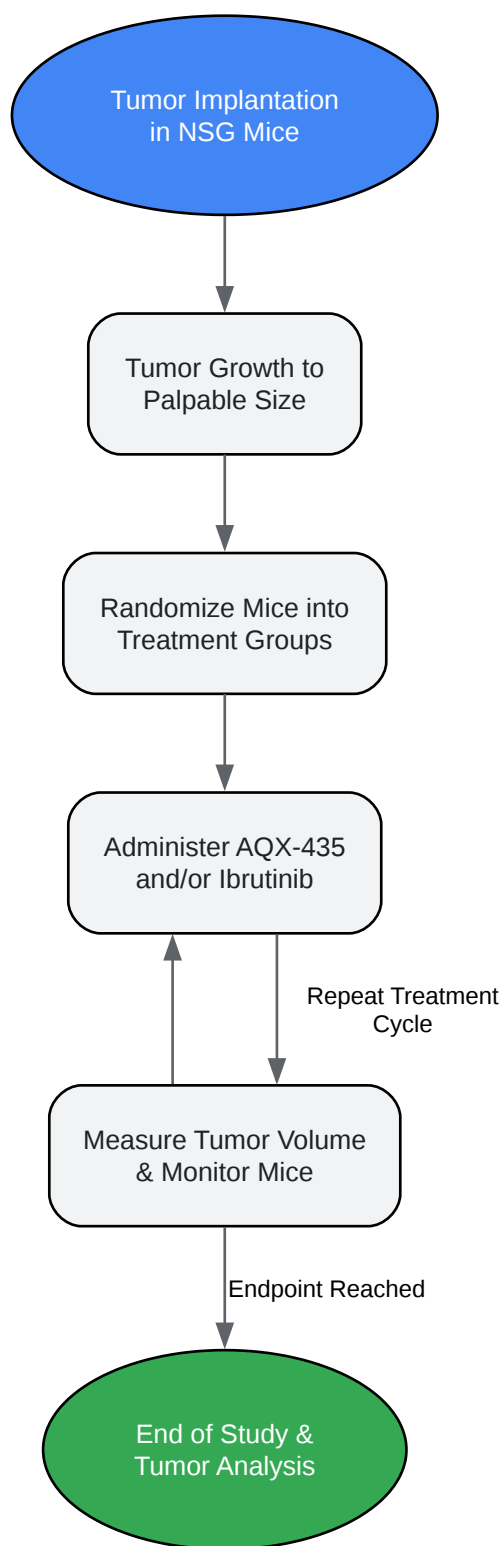 Tumor Implantation
in NSG Mice
Tumor Growth to
Palpable Size
Randomize Mice into
Treatment Groups
Administer AQX-435
and/or Ibrutinib
Repeat Treatment
Cycle
Measure Tumor Volume
& Monitor Mice
Endpoint Reached
End of Study &
Tumor Analysis